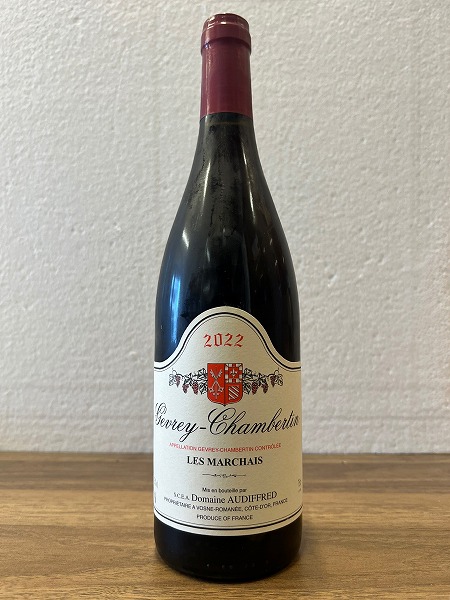 2022
Gevrey-Chambertin
APPELLATION GEVREY-CHAMBERTIN CONTRÔLÉE
LES MARCHAIS
Mis en bouteille par
S.C.E.A. Domaine AUDIFFRED
PROPRIÉTAIRE A VOSNE-ROMANÉE, CÔTE-D'OR, FRANCE
PRODUCE OF FRANCE